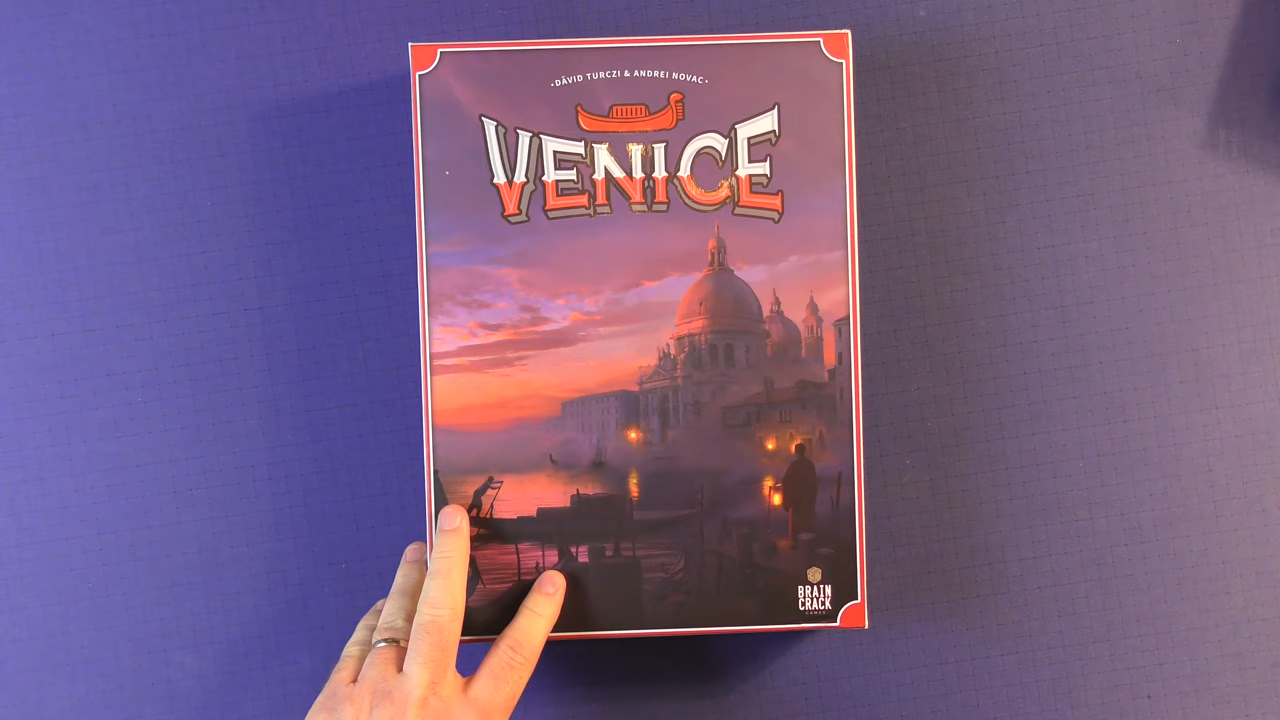 •DÁVID TURCZI & ANDREI NOVAC•
VENICE
BRAIN
CRACK
GAMES